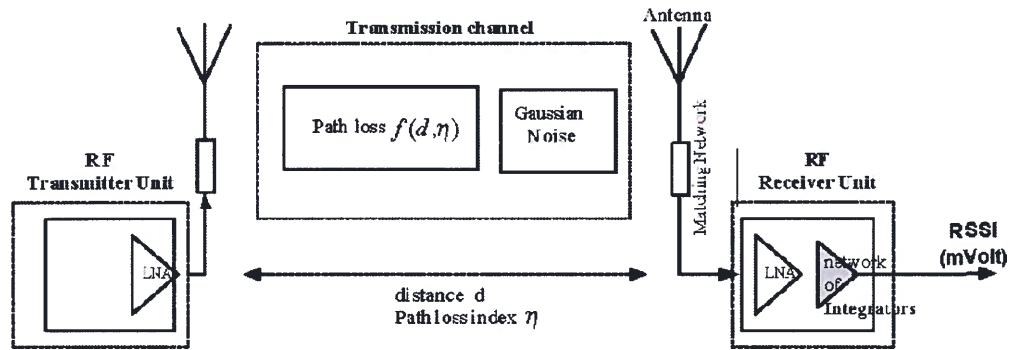 Transmission channel
Antenna
Path loss f(d,η)
Gaussian
Noise
Matching Network
RF
Transmitter Unit
RF
Receiver Unit
LNA
LNA
network
of
Integrators
RSSI
(mVolt)
distance d
Path loss index η